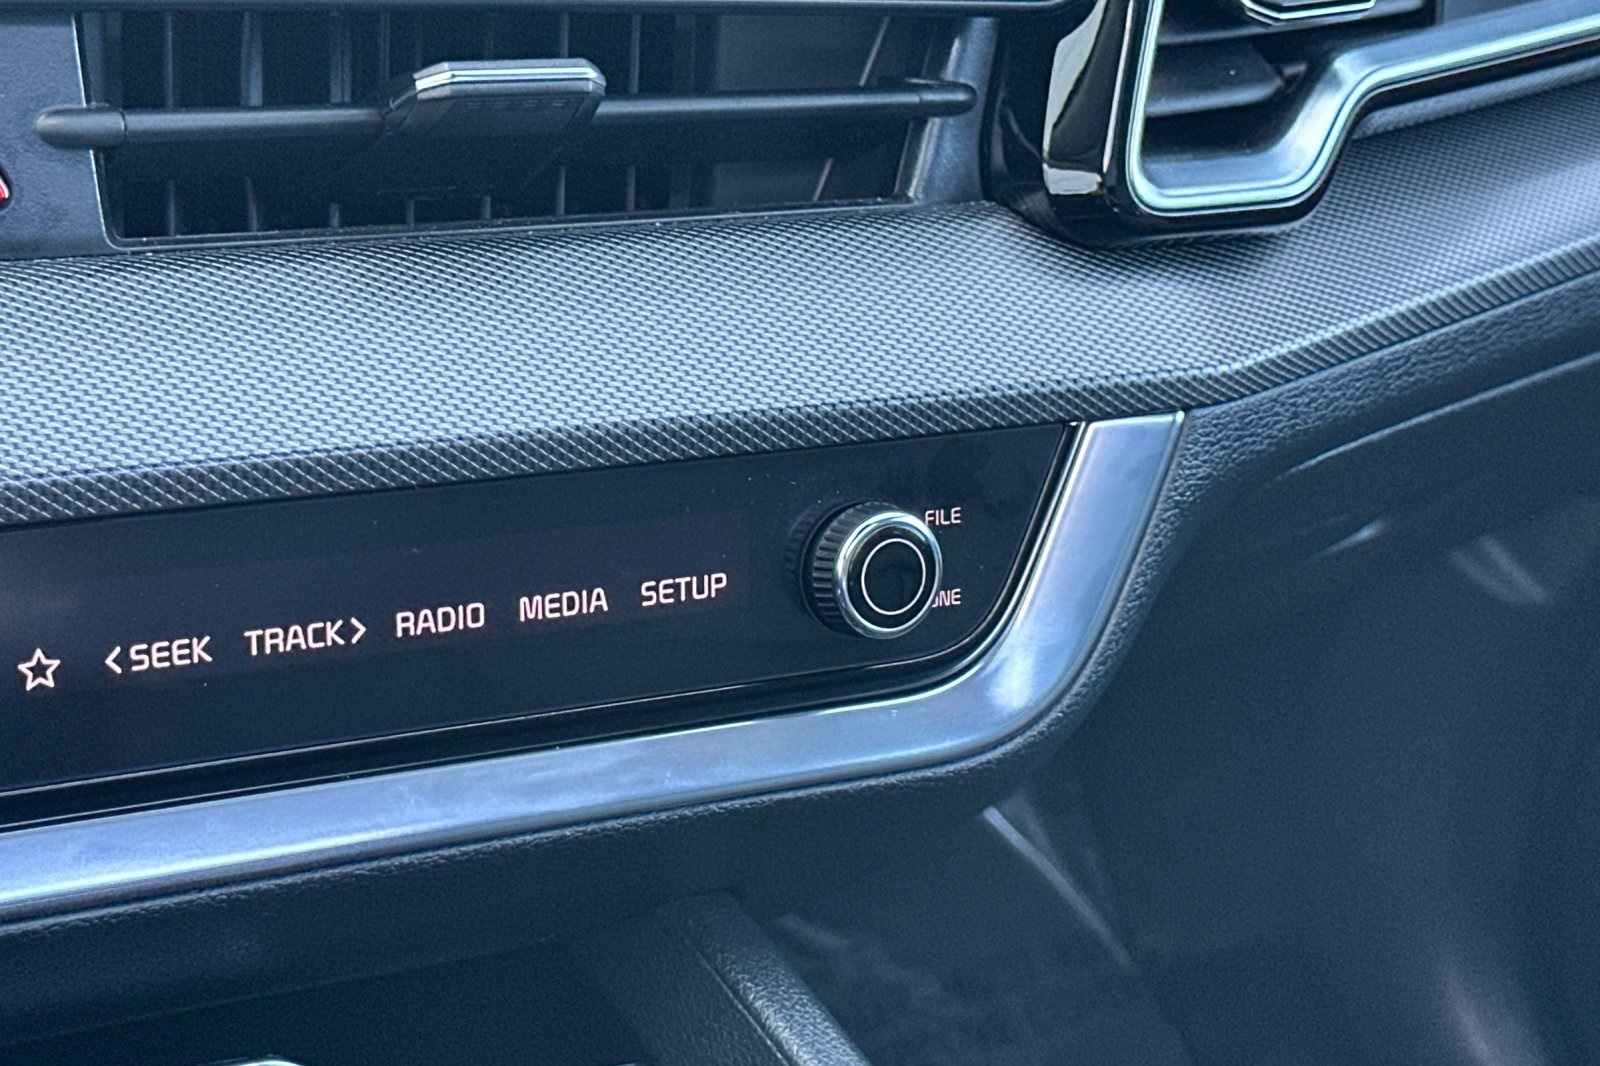 FILE
<SEEK TRACK> RADIO MEDIA SETUP